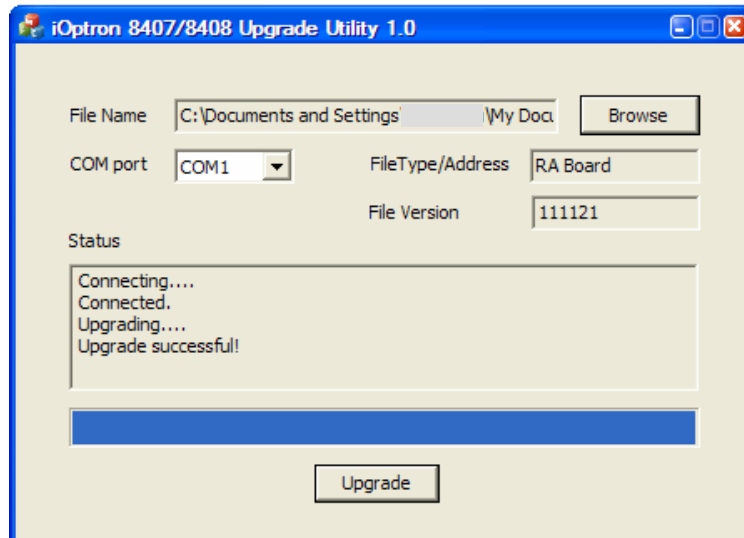 iOptron 8407/8408 Upgrade Utility 1.0
File Name C:\Documents and Settings\ \My Docu Browse
COM port COM1 FileType/Address RA Board
File Version 111121
Status
Connecting....
Connected.
Upgrading....
Upgrade successful!
Upgrade